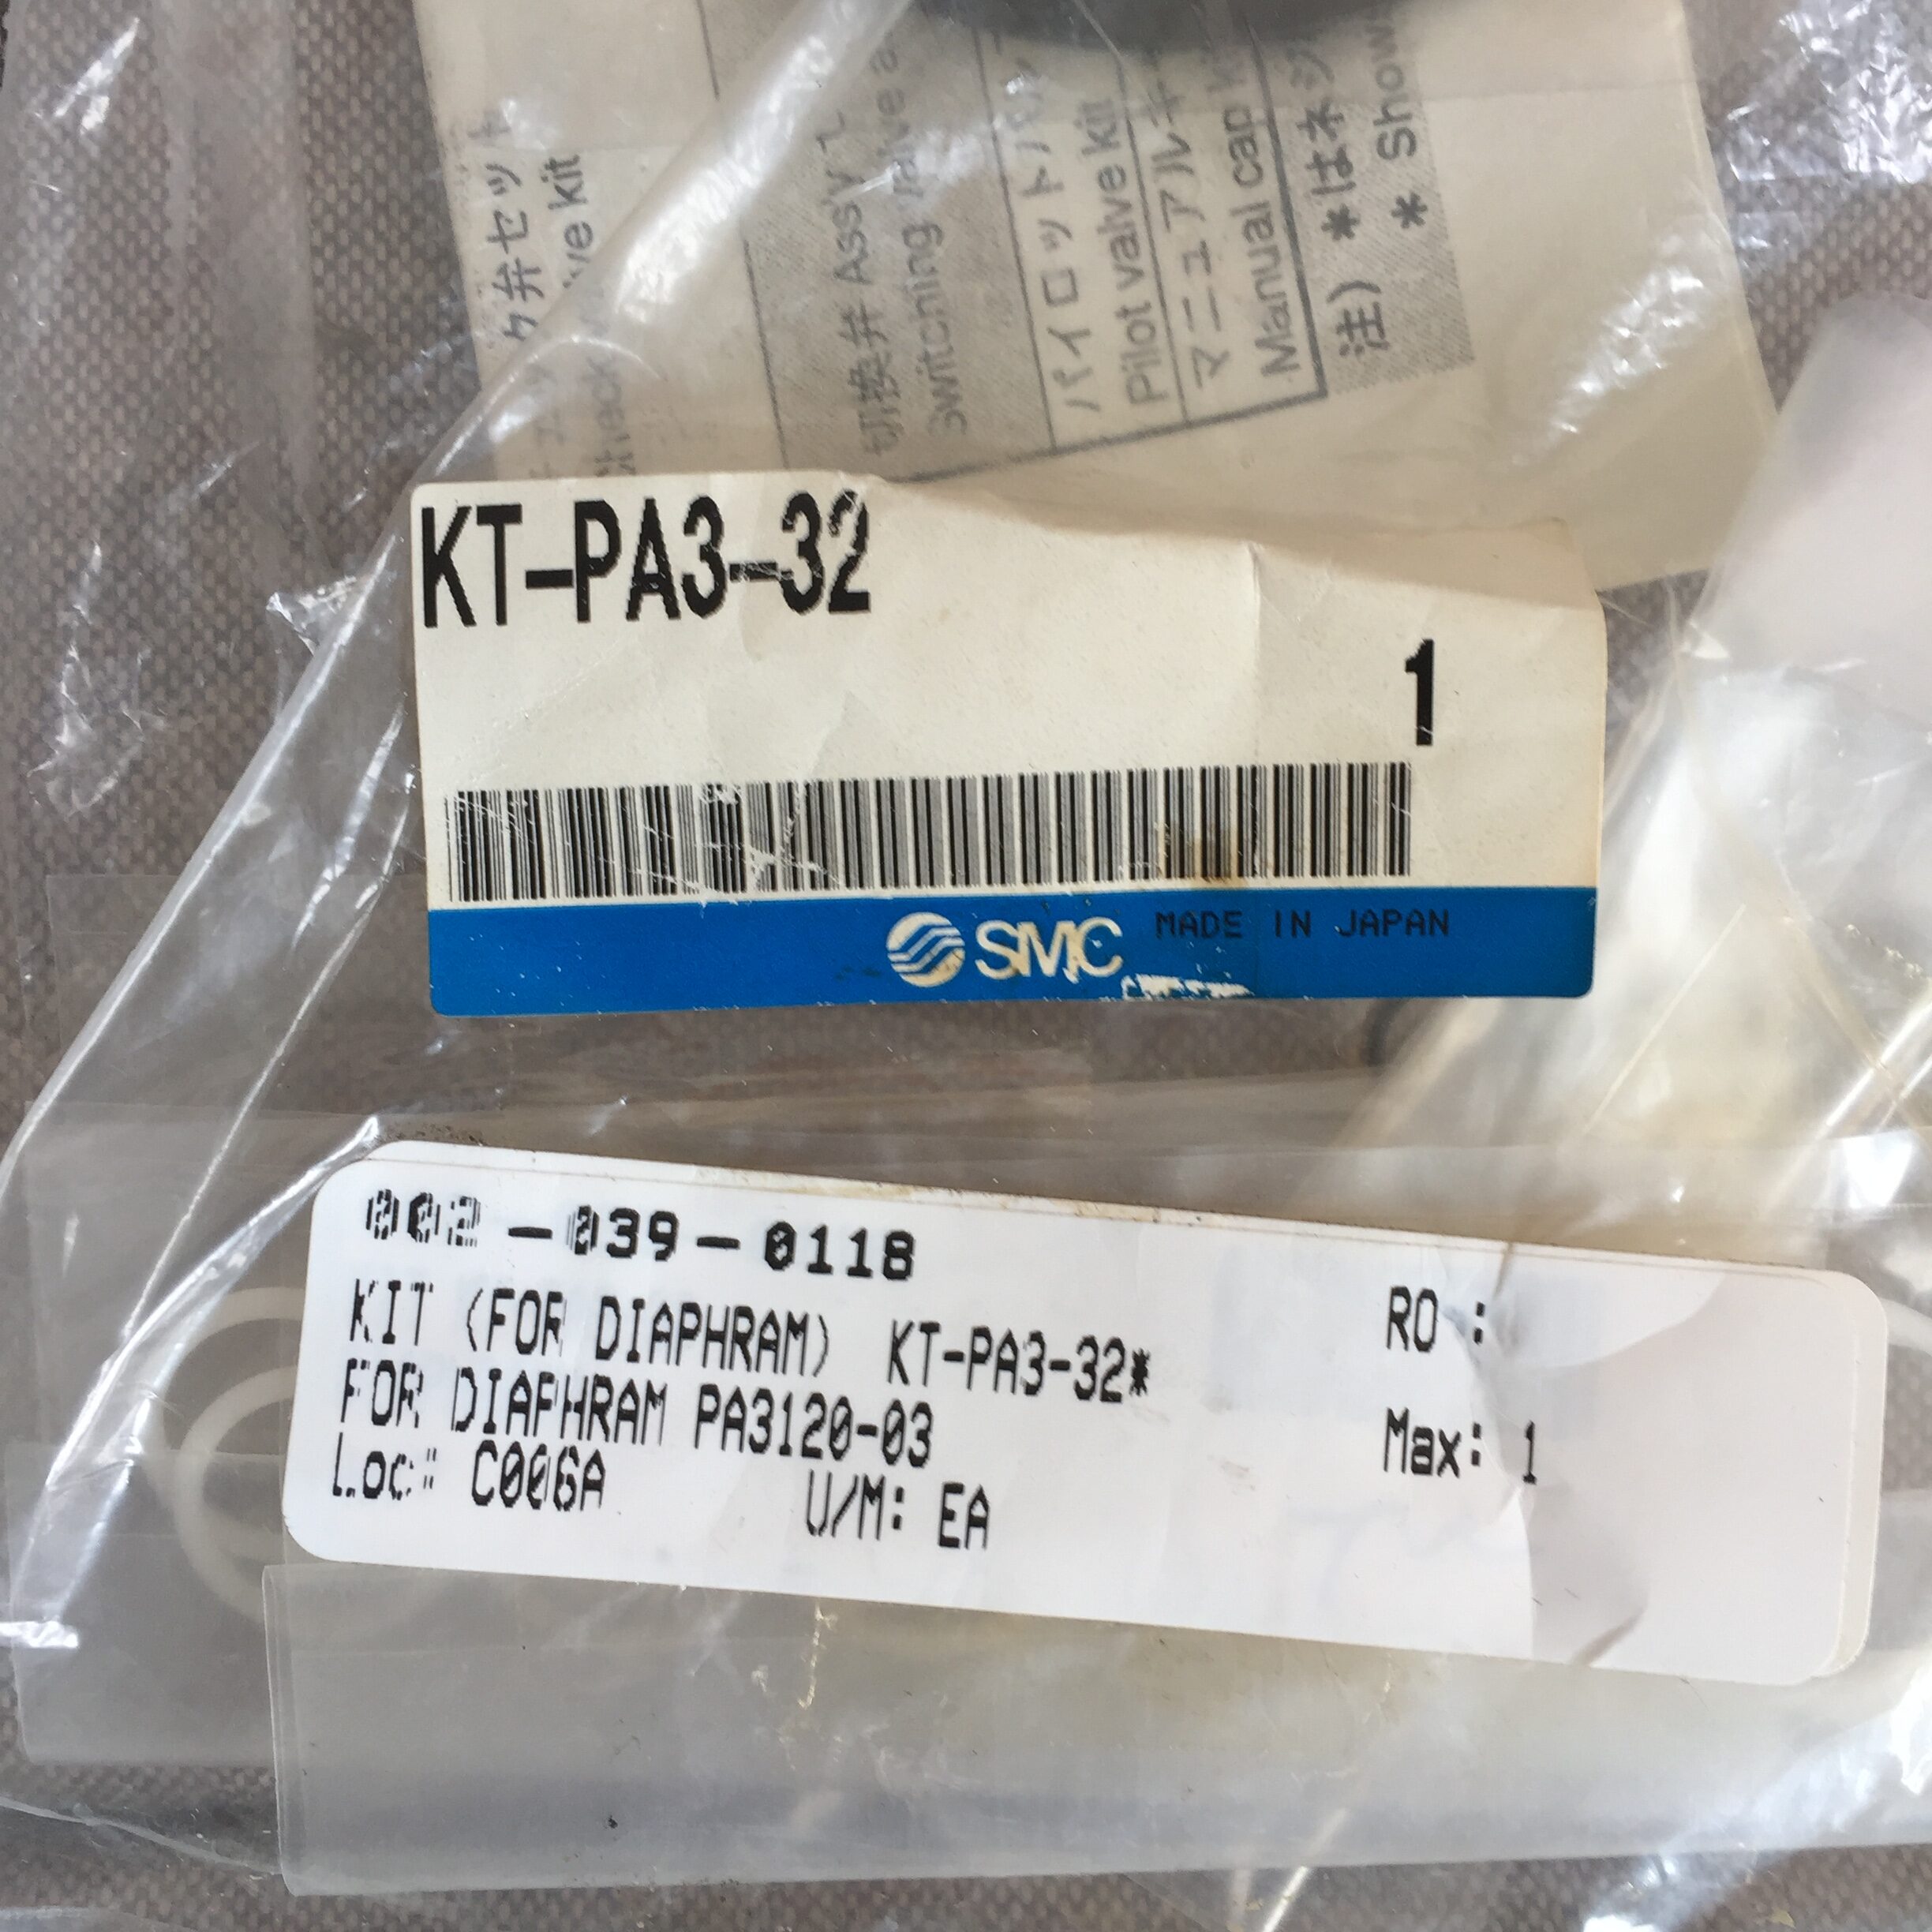 弁セット
切換弁 Assy
Switching valve a
パイロットバル
Pilot valve kit
マニュアルキ
Manual cap ki
注) *はネジ
* Show
KT-PA3-32
1
SMC MADE IN JAPAN
002-039-0118
KIT (FOR DIAPHRAM) KT-PA3-32*
RO :
FOR DIAPHRAM PA3120-03
Max: 1
Loc: C006A U/M: EA